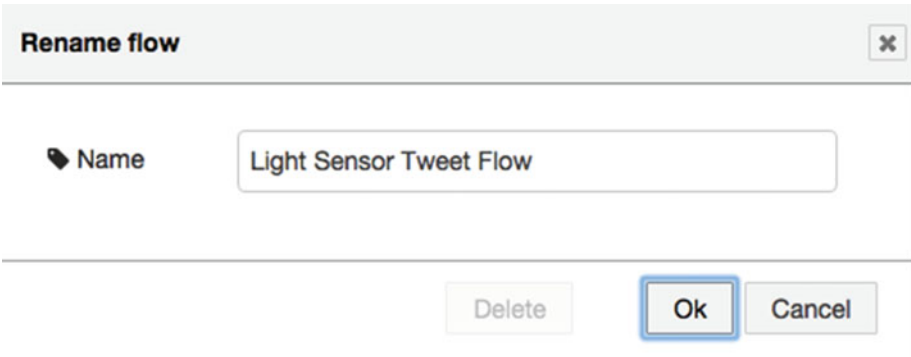 Rename flow
Name
Light Sensor Tweet Flow
Delete
Ok
Cancel